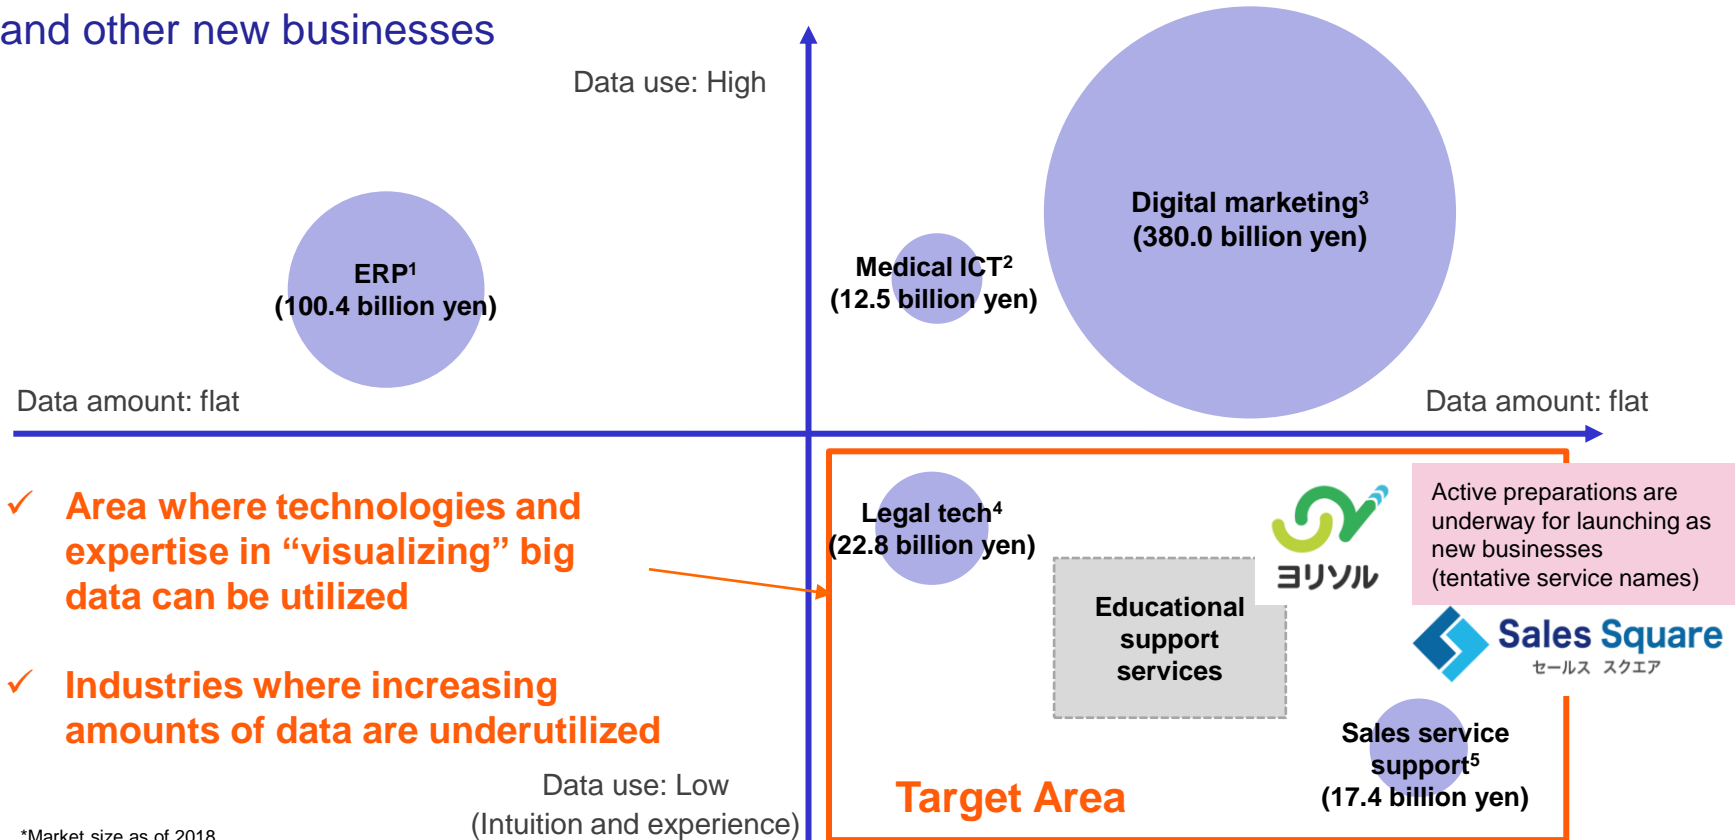 and other new businesses
Data use: High
Digital marketing³
(380.0 billion yen)
Medical ICT²
(12.5 billion yen)
ERP¹
(100.4 billion yen)
Data amount: flat
Data amount: flat
✓ Area where technologies and
expertise in “visualizing” big
data can be utilized
✓ Industries where increasing
amounts of data are underutilized
Legal tech⁴
(22.8 billion yen)
ヨリソル
Active preparations are
underway for launching as
new businesses
(tentative service names)
Educational
support
services
Sales Square
セールス スクエア
Sales service
support⁵
(17.4 billion yen)
Target Area
Data use: Low
(Intuition and experience)
*Market size as of 2018